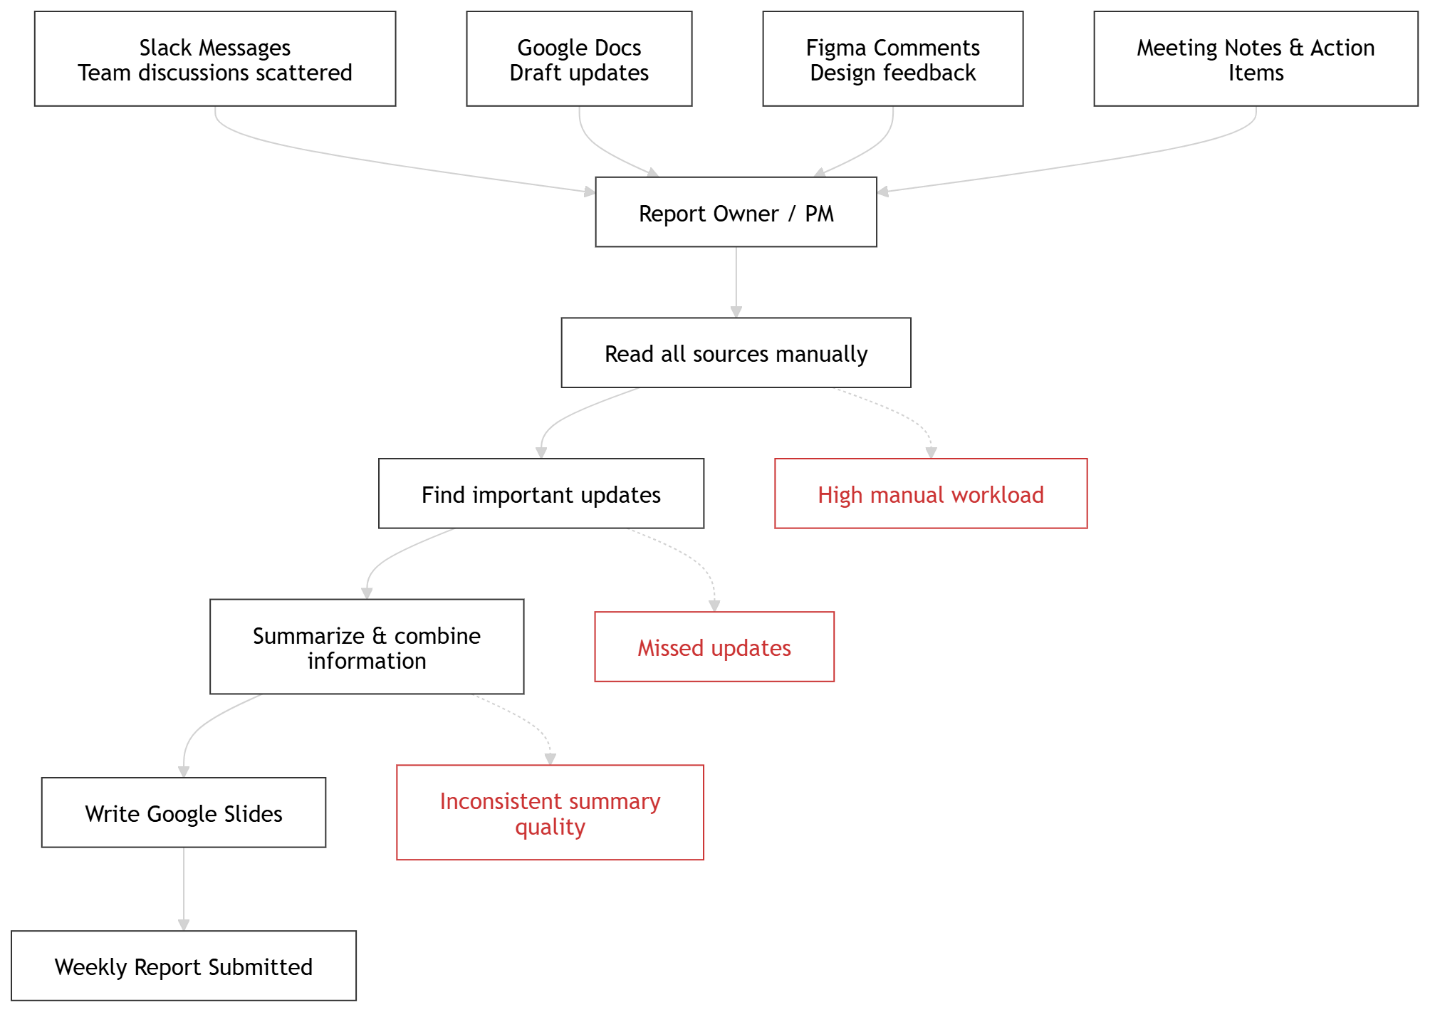 Slack Messages
Team discussions scattered
Google Docs
Draft updates
Figma Comments
Design feedback
Meeting Notes & Action
Items
Report Owner / PM
Read all sources manually
Find important updates
High manual workload
Summarize & combine
information
Missed updates
Write Google Slides
Inconsistent summary
quality
Weekly Report Submitted